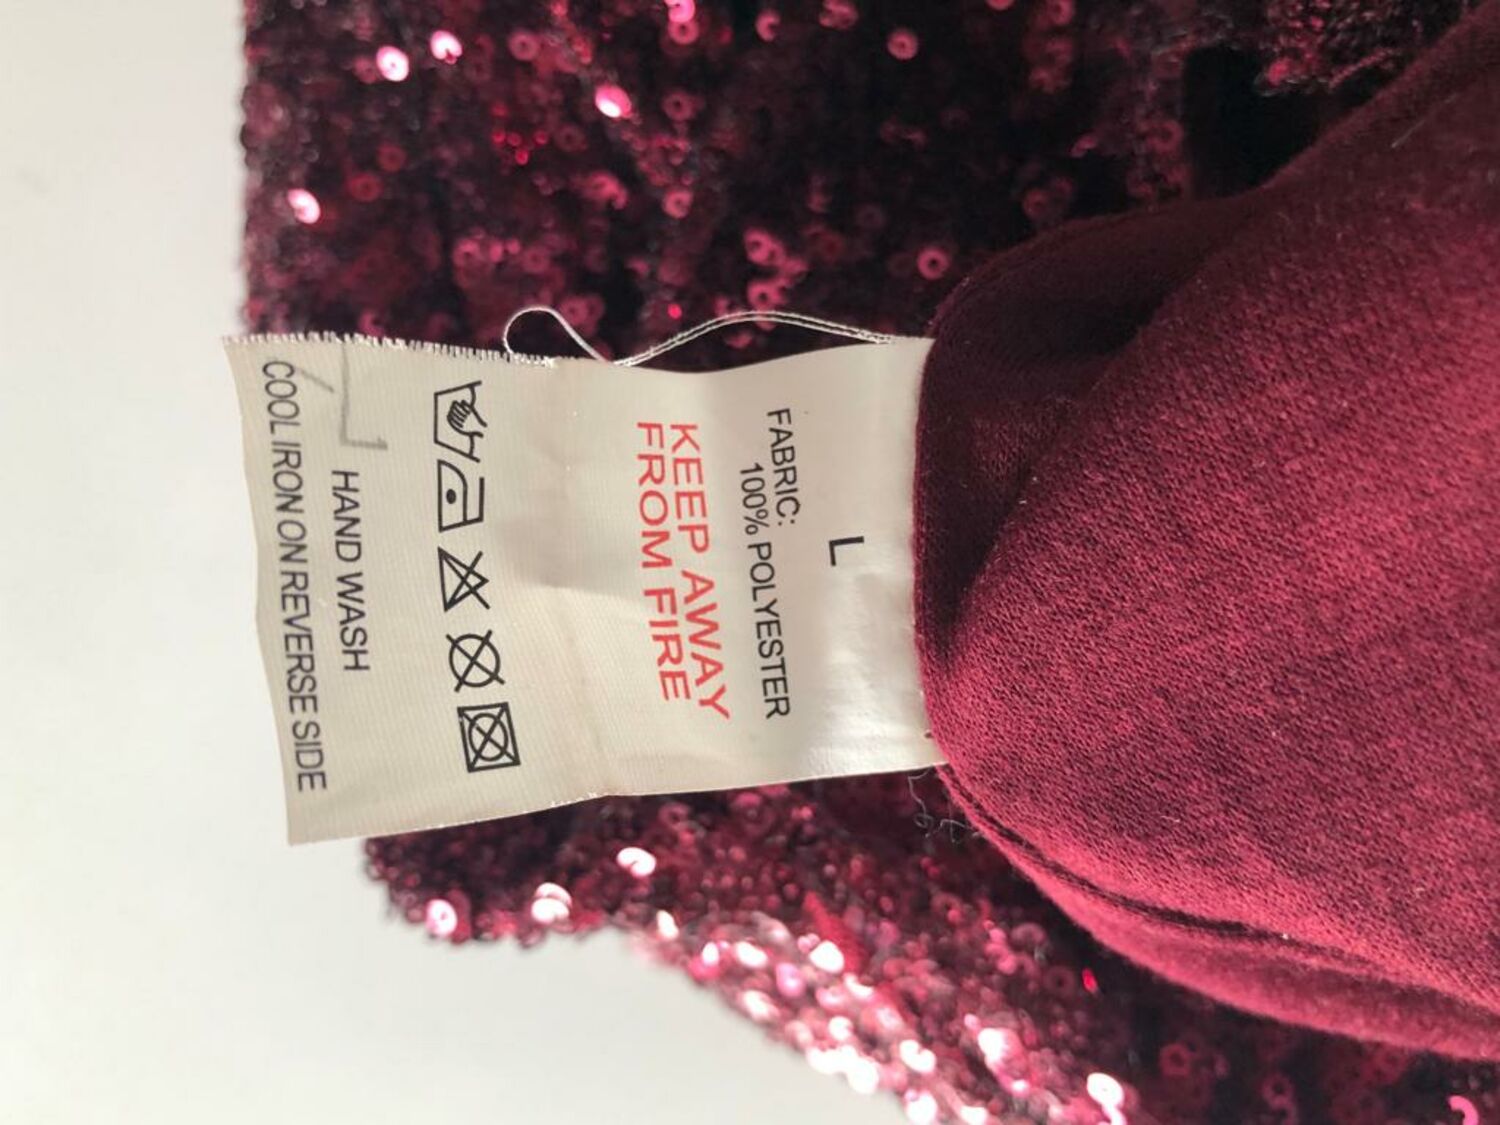 L
FABRIC:
100% POLYESTER
KEEP AWAY
FROM FIRE
HAND WASH
COOL IRON ON REVERSE SIDE